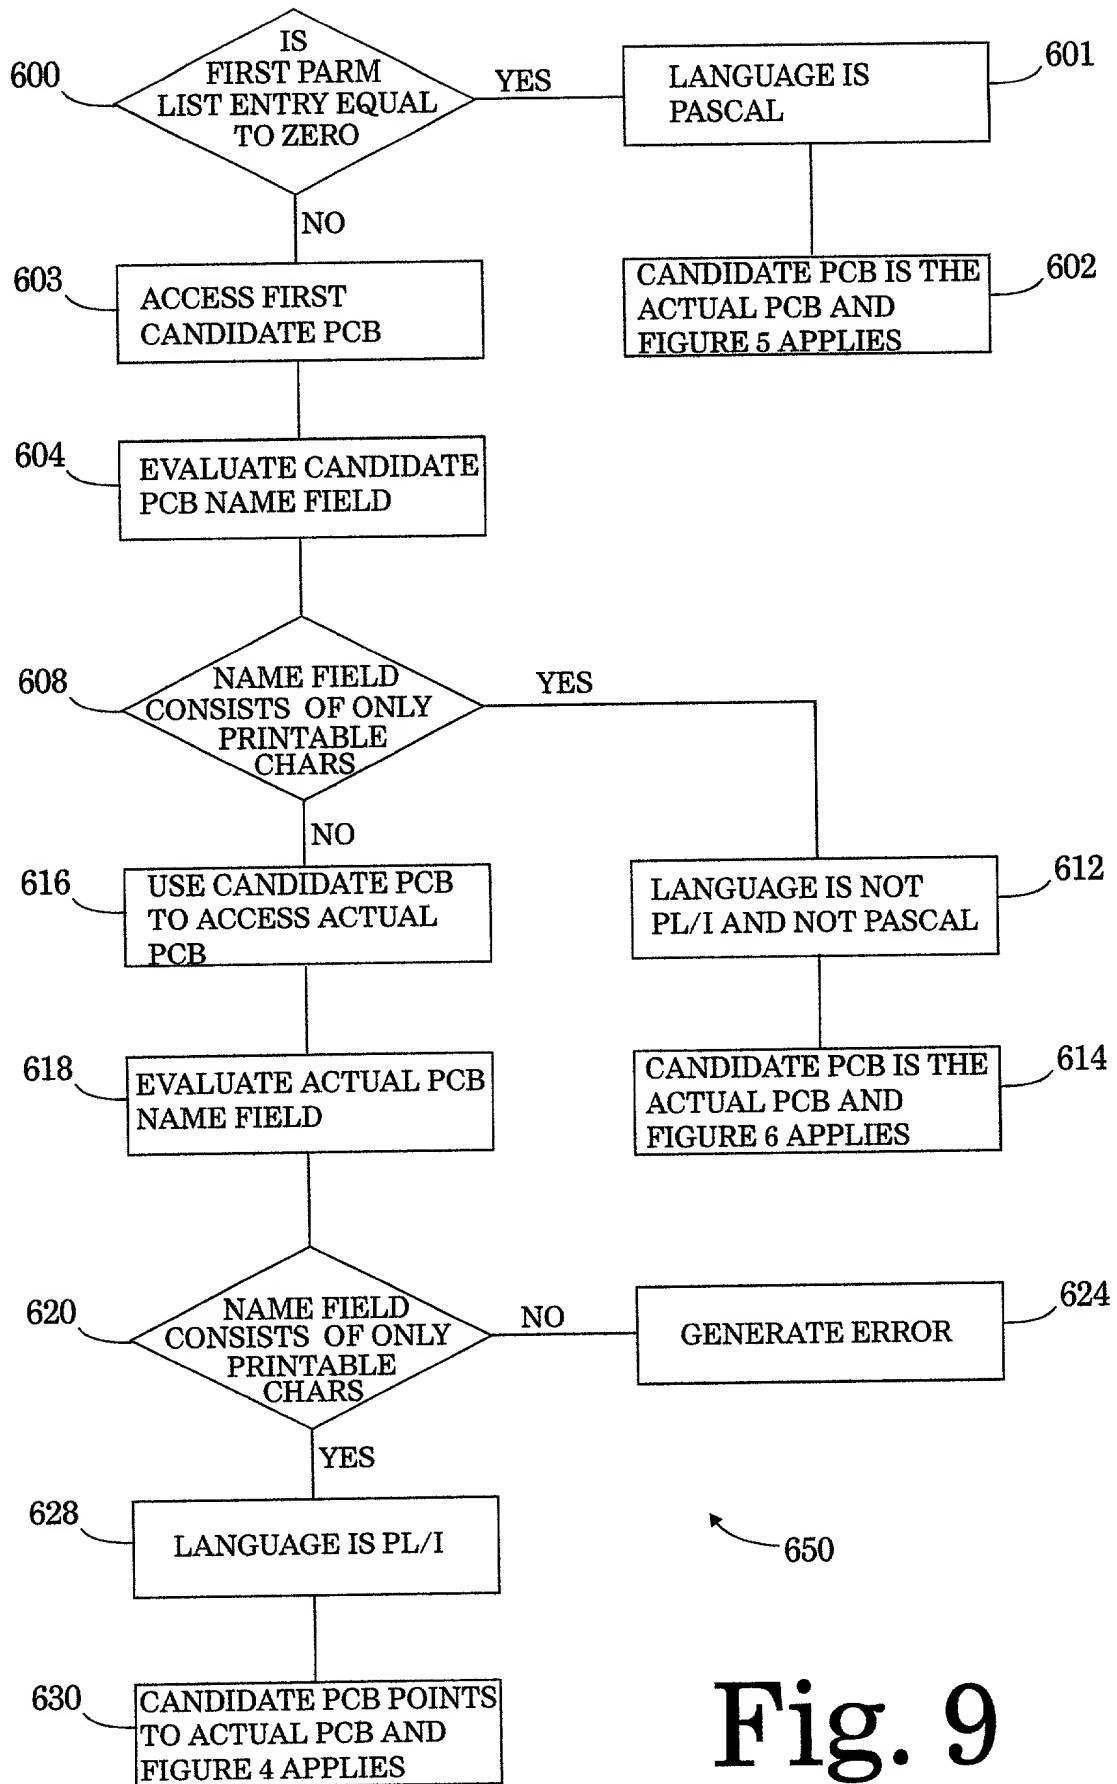 IS
FIRST PARM
LIST ENTRY EQUAL
TO ZERO
600
YES
LANGUAGE IS
PASCAL
601
NO
603
ACCESS FIRST
CANDIDATE PCB
CANDIDATE PCB IS THE
ACTUAL PCB AND
FIGURE 5 APPLIES
602
604
EVALUATE CANDIDATE
PCB NAME FIELD
608
NAME FIELD
CONSISTS OF ONLY
PRINTABLE
CHARS
YES
NO
616
USE CANDIDATE PCB
TO ACCESS ACTUAL
PCB
LANGUAGE IS NOT
PL/I AND NOT PASCAL
612
618
EVALUATE ACTUAL PCB
NAME FIELD
CANDIDATE PCB IS THE
ACTUAL PCB AND
FIGURE 6 APPLIES
614
620
NAME FIELD
CONSISTS OF ONLY
PRINTABLE
CHARS
NO
GENERATE ERROR
624
YES
628
LANGUAGE IS PL/I
650
630
CANDIDATE PCB POINTS
TO ACTUAL PCB AND
FIGURE 4 APPLIES
Fig. 9